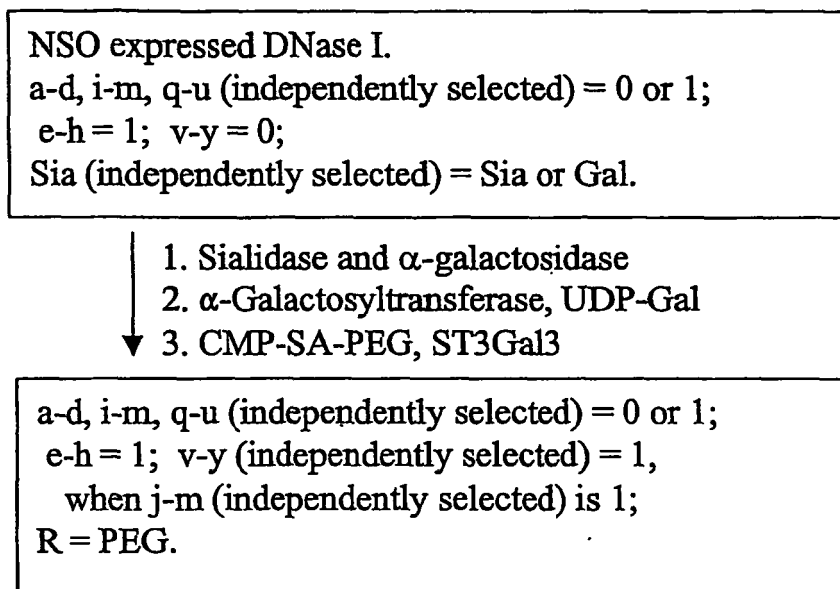 NSO expressed DNase I.
a-d, i-m, q-u (independently selected) = 0 or 1;
e-h = 1; v-y = 0;
Sia (independently selected) = Sia or Gal.
1. Sialidase and α-galactosidase
2. α-Galactosyltransferase, UDP-Gal
3. CMP-SA-PEG, ST3Gal3
a-d, i-m, q-u (independently selected) = 0 or 1;
e-h = 1; v-y (independently selected) = 1,
when j-m (independently selected) is 1;
R = PEG.